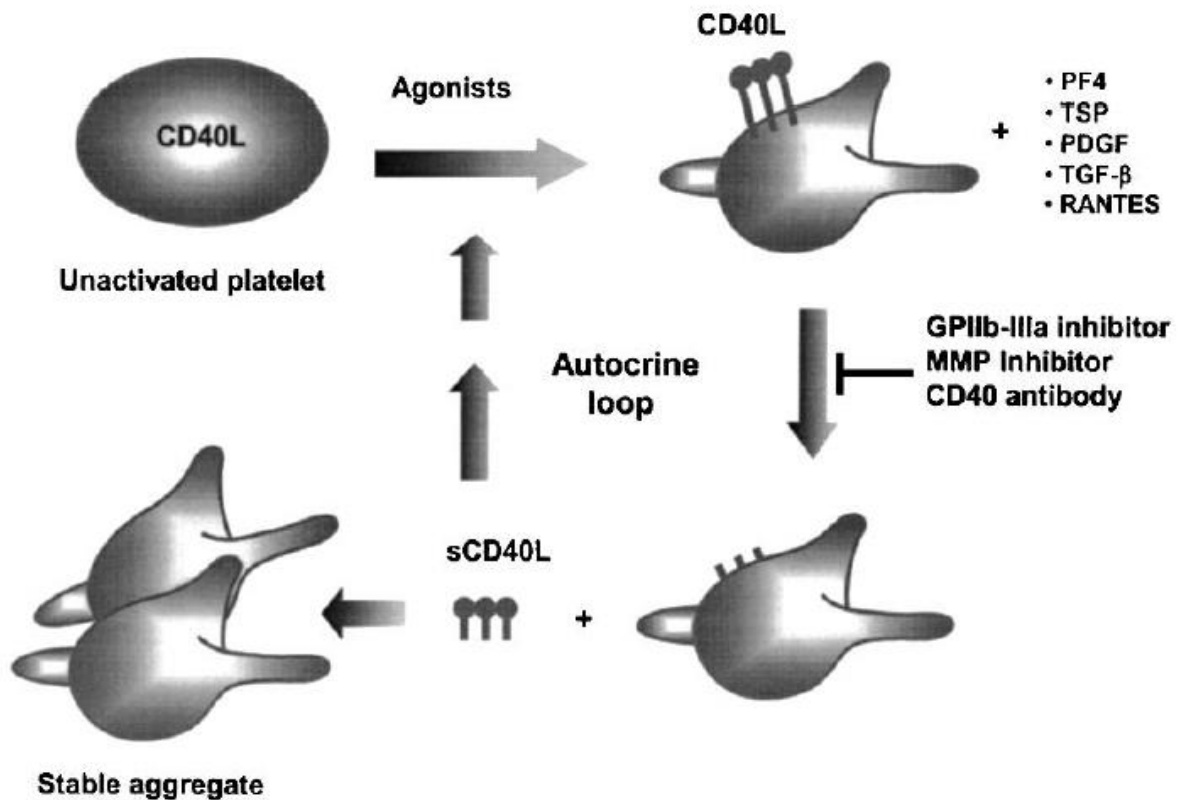 CD40L
CD40L
Agonists
+
· PF4
· TSP
· PDGF
· TGF-β
· RANTES
Unactivated platelet
GPIIb-IIIa inhibitor
MMP Inhibitor
CD40 antibody
Autocrine
loop
sCD40L
+
Stable aggregate